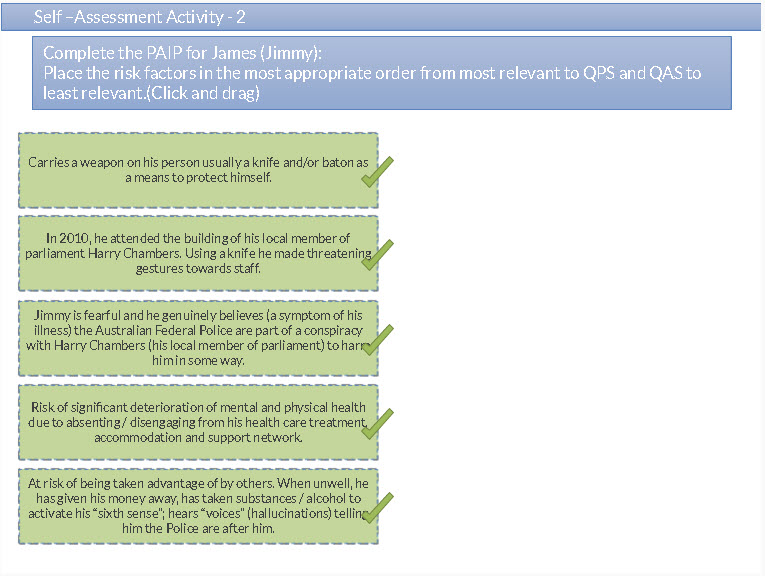 Self –Assessment Activity - 2
Complete the PAIP for James (Jimmy):
Place the risk factors in the most appropriate order from most relevant to QPS and QAS to
least relevant.(Click and drag)
Carries a weapon on his person usually a knife and/or baton as
a means to protect himself.
In 2010, he attended the building of his local member of
parliament Harry Chambers. Using a knife he made threatening
gestures towards staff.
Jimmy is fearful and he genuinely believes (a symptom of his
illness) the Australian Federal Police are part of a conspiracy
with Harry Chambers (his local member of parliament) to harm
him in some way.
Risk of significant deterioration of mental and physical health
due to absenting / disengaging from his health care treatment,
accommodation and support network.
At risk of being taken advantage of by others. When unwell, he
has given his money away, has taken substances / alcohol to
activate his “sixth sense”; hears “voices” (hallucinations) telling
him the Police are after him.